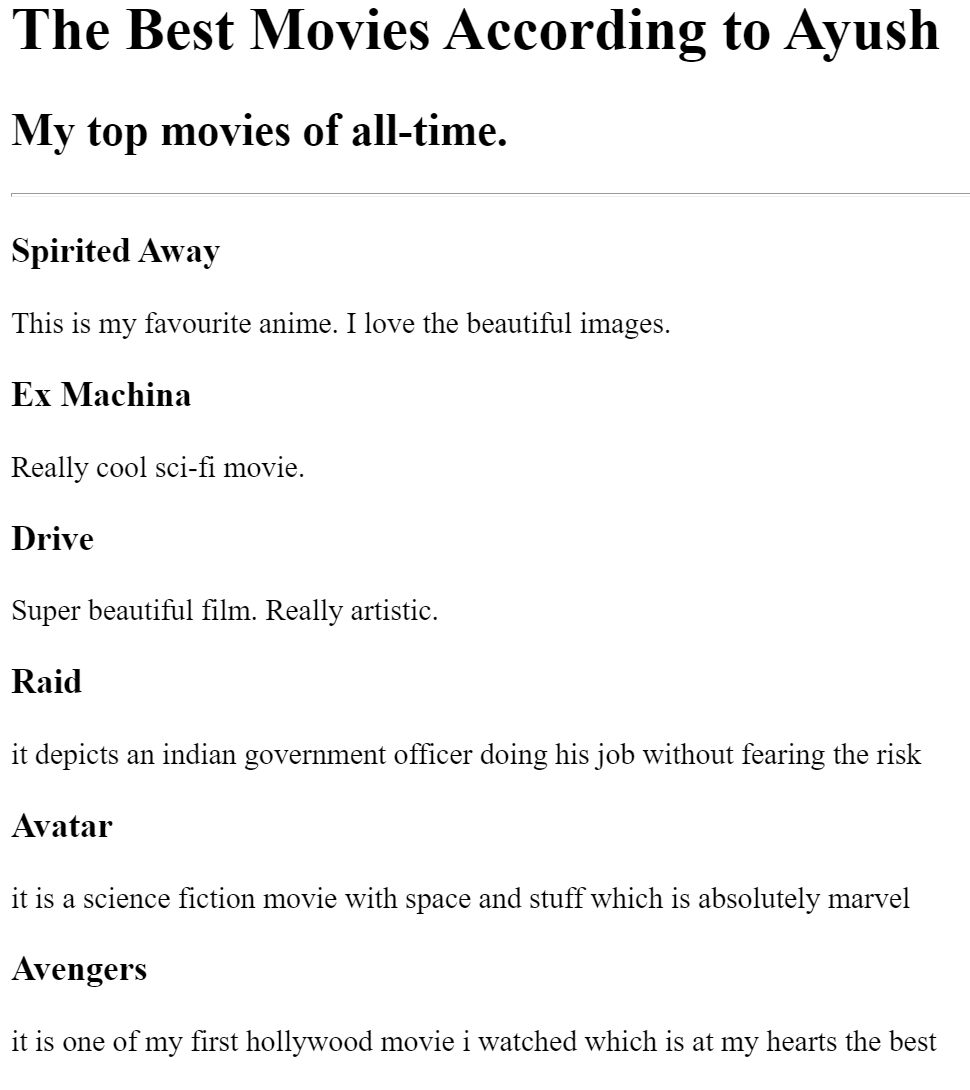 The Best Movies According to Ayush
My top movies of all-time.
Spirited Away
This is my favourite anime. I love the beautiful images.
Ex Machina
Really cool sci-fi movie.
Drive
Super beautiful film. Really artistic.
Raid
it depicts an indian government officer doing his job without fearing the risk
Avatar
it is a science fiction movie with space and stuff which is absolutely marvel
Avengers
it is one of my first hollywood movie i watched which is at my hearts the best